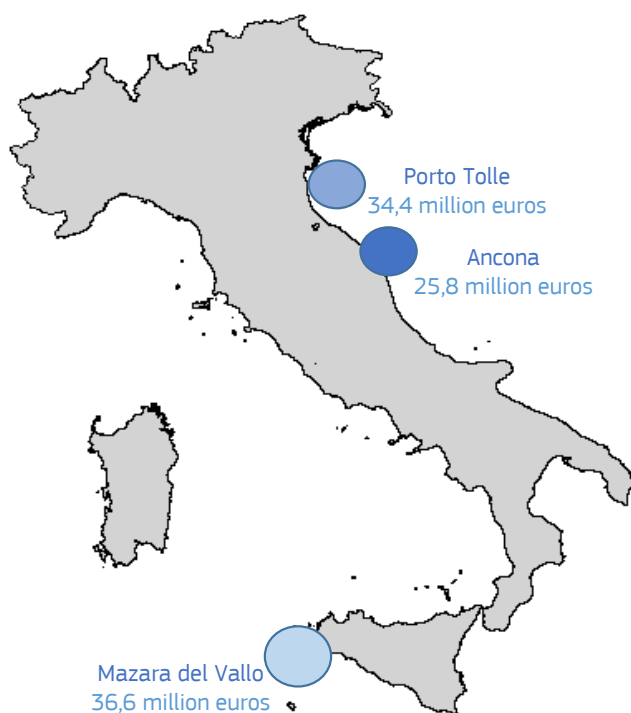 Porto Tolle
34,4 million euros
Ancona
25,8 million euros
Mazara del Vallo
36,6 million euros